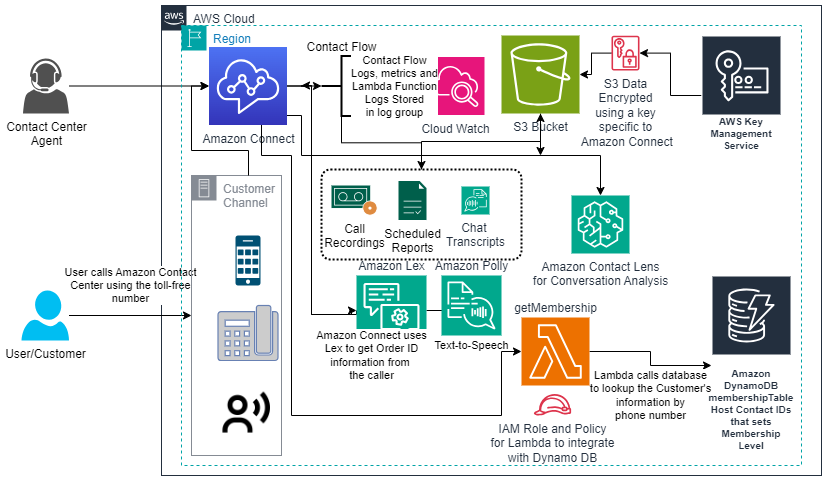 aws
AWS Cloud
Region
Contact Flow
Contact Flow
Logs, metrics and
Lambda Function
Logs Stored
in log group
Amazon Connect
Cloud Watch
S3 Bucket
S3 Data
Encrypted
using a key
specific to
Amazon Connect
AWS Key
Management
Service
Contact Center
Agent
Customer
Channel
Call
Recordings
Scheduled
Reports
Chat
Transcripts
Amazon Contact Lens
for Conversation Analysis
User calls Amazon Contact
Center using the toll-free
number
User/Customer
Amazon Lex
Amazon Polly
Amazon Connect uses
Lex to get Order ID
information from
the caller
Text-to-Speech
getMembership
Lambda calls database
to lookup the Customer's
information by
phone number
IAM Role and Policy
for Lambda to integrate
with Dynamo DB
Amazon
DynamoDB
membershipTable
Host Contact IDs
that sets
Membership
Level